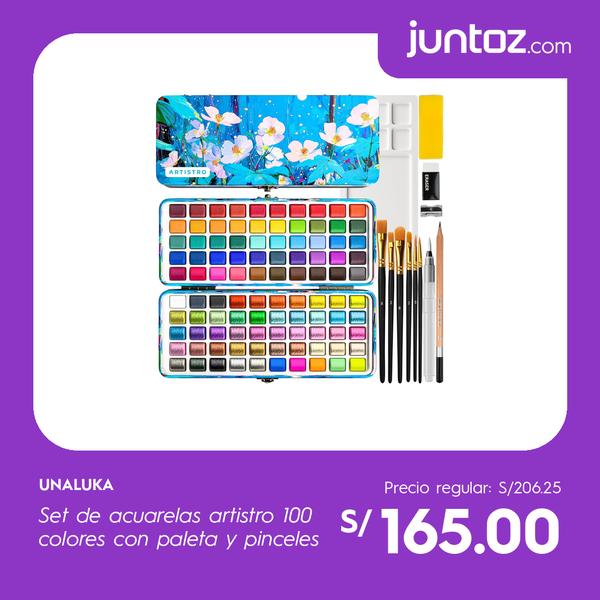 juntoz.com
ARTISTRO
ERASER
UNALUKA
Set de acuarelas artistro 100
colores con paleta y pinceles
Precio regular: S/206.25
S/165.00